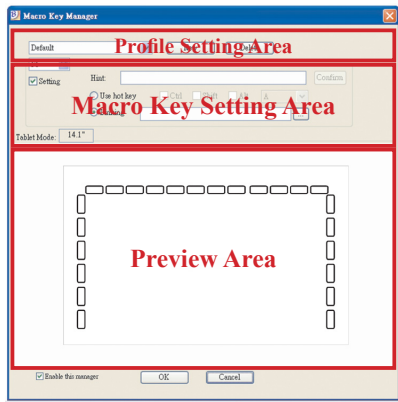 Macro Key Manager
Default
Profile Setting Area
Setting
Hint:
Confirm
Use hot key
Ctrl
Shift
Alt
A
Macro Key Setting Area
...
Tablet Mode:
14.1"
Preview Area
Enable this manager
OK
Cancel